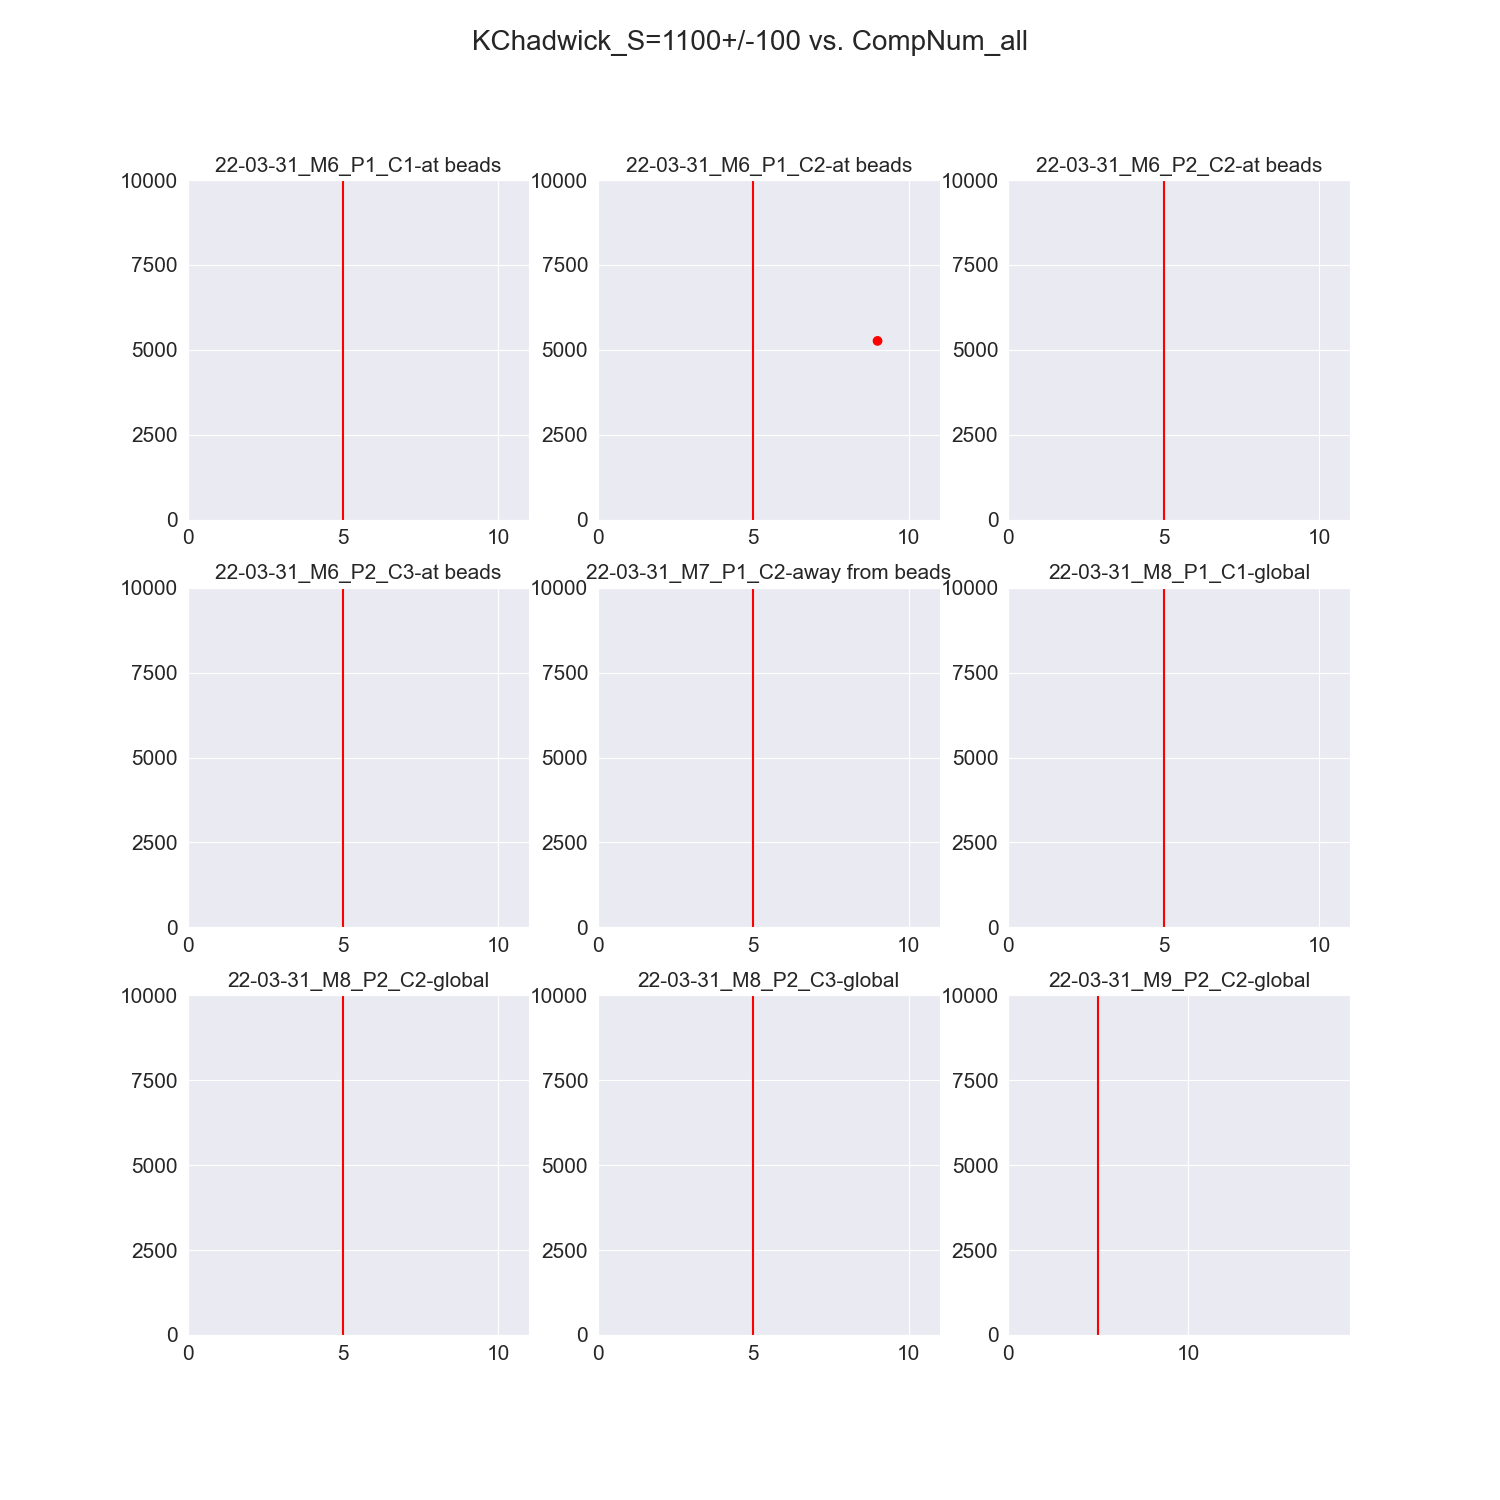 KChadwick_S=1100+/-100 vs. CompNum_all
22-03-31_M6_P1_C1-at beads
10000
7500
5000
2500
0
0 5 10
22-03-31_M6_P1_C2-at beads
10000
7500
5000
2500
0
0 5 10
22-03-31_M6_P2_C2-at beads
10000
7500
5000
2500
0
0 5 10
22-03-31_M6_P2_C3-at beads
10000
7500
5000
2500
0
0 5 10
22-03-31_M7_P1_C2-away from beads
10000
7500
5000
2500
0
0 5 10
22-03-31_M8_P1_C1-global
10000
7500
5000
2500
0
0 5 10
22-03-31_M8_P2_C2-global
10000
7500
5000
2500
0
0 5 10
22-03-31_M8_P2_C3-global
10000
7500
5000
2500
0
0 5 10
22-03-31_M9_P2_C2-global
10000
7500
5000
2500
0
0 10